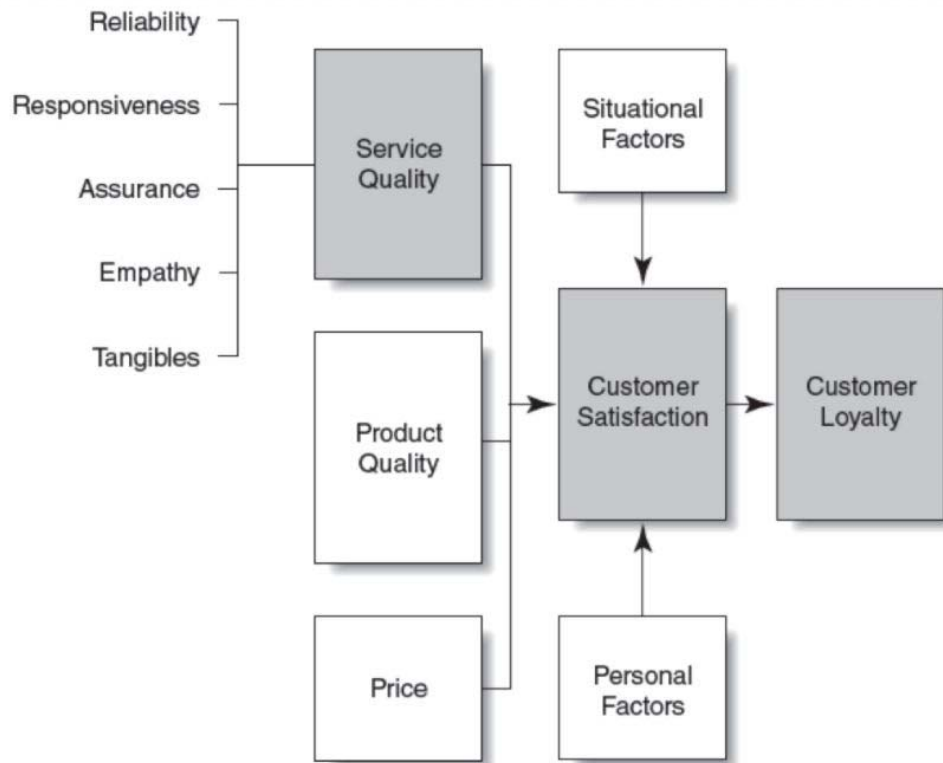 Reliability
Responsiveness
Assurance
Empathy
Tangibles
Service
Quality
Product
Quality
Price
Situational
Factors
Customer
Satisfaction
Personal
Factors
Customer
Loyalty